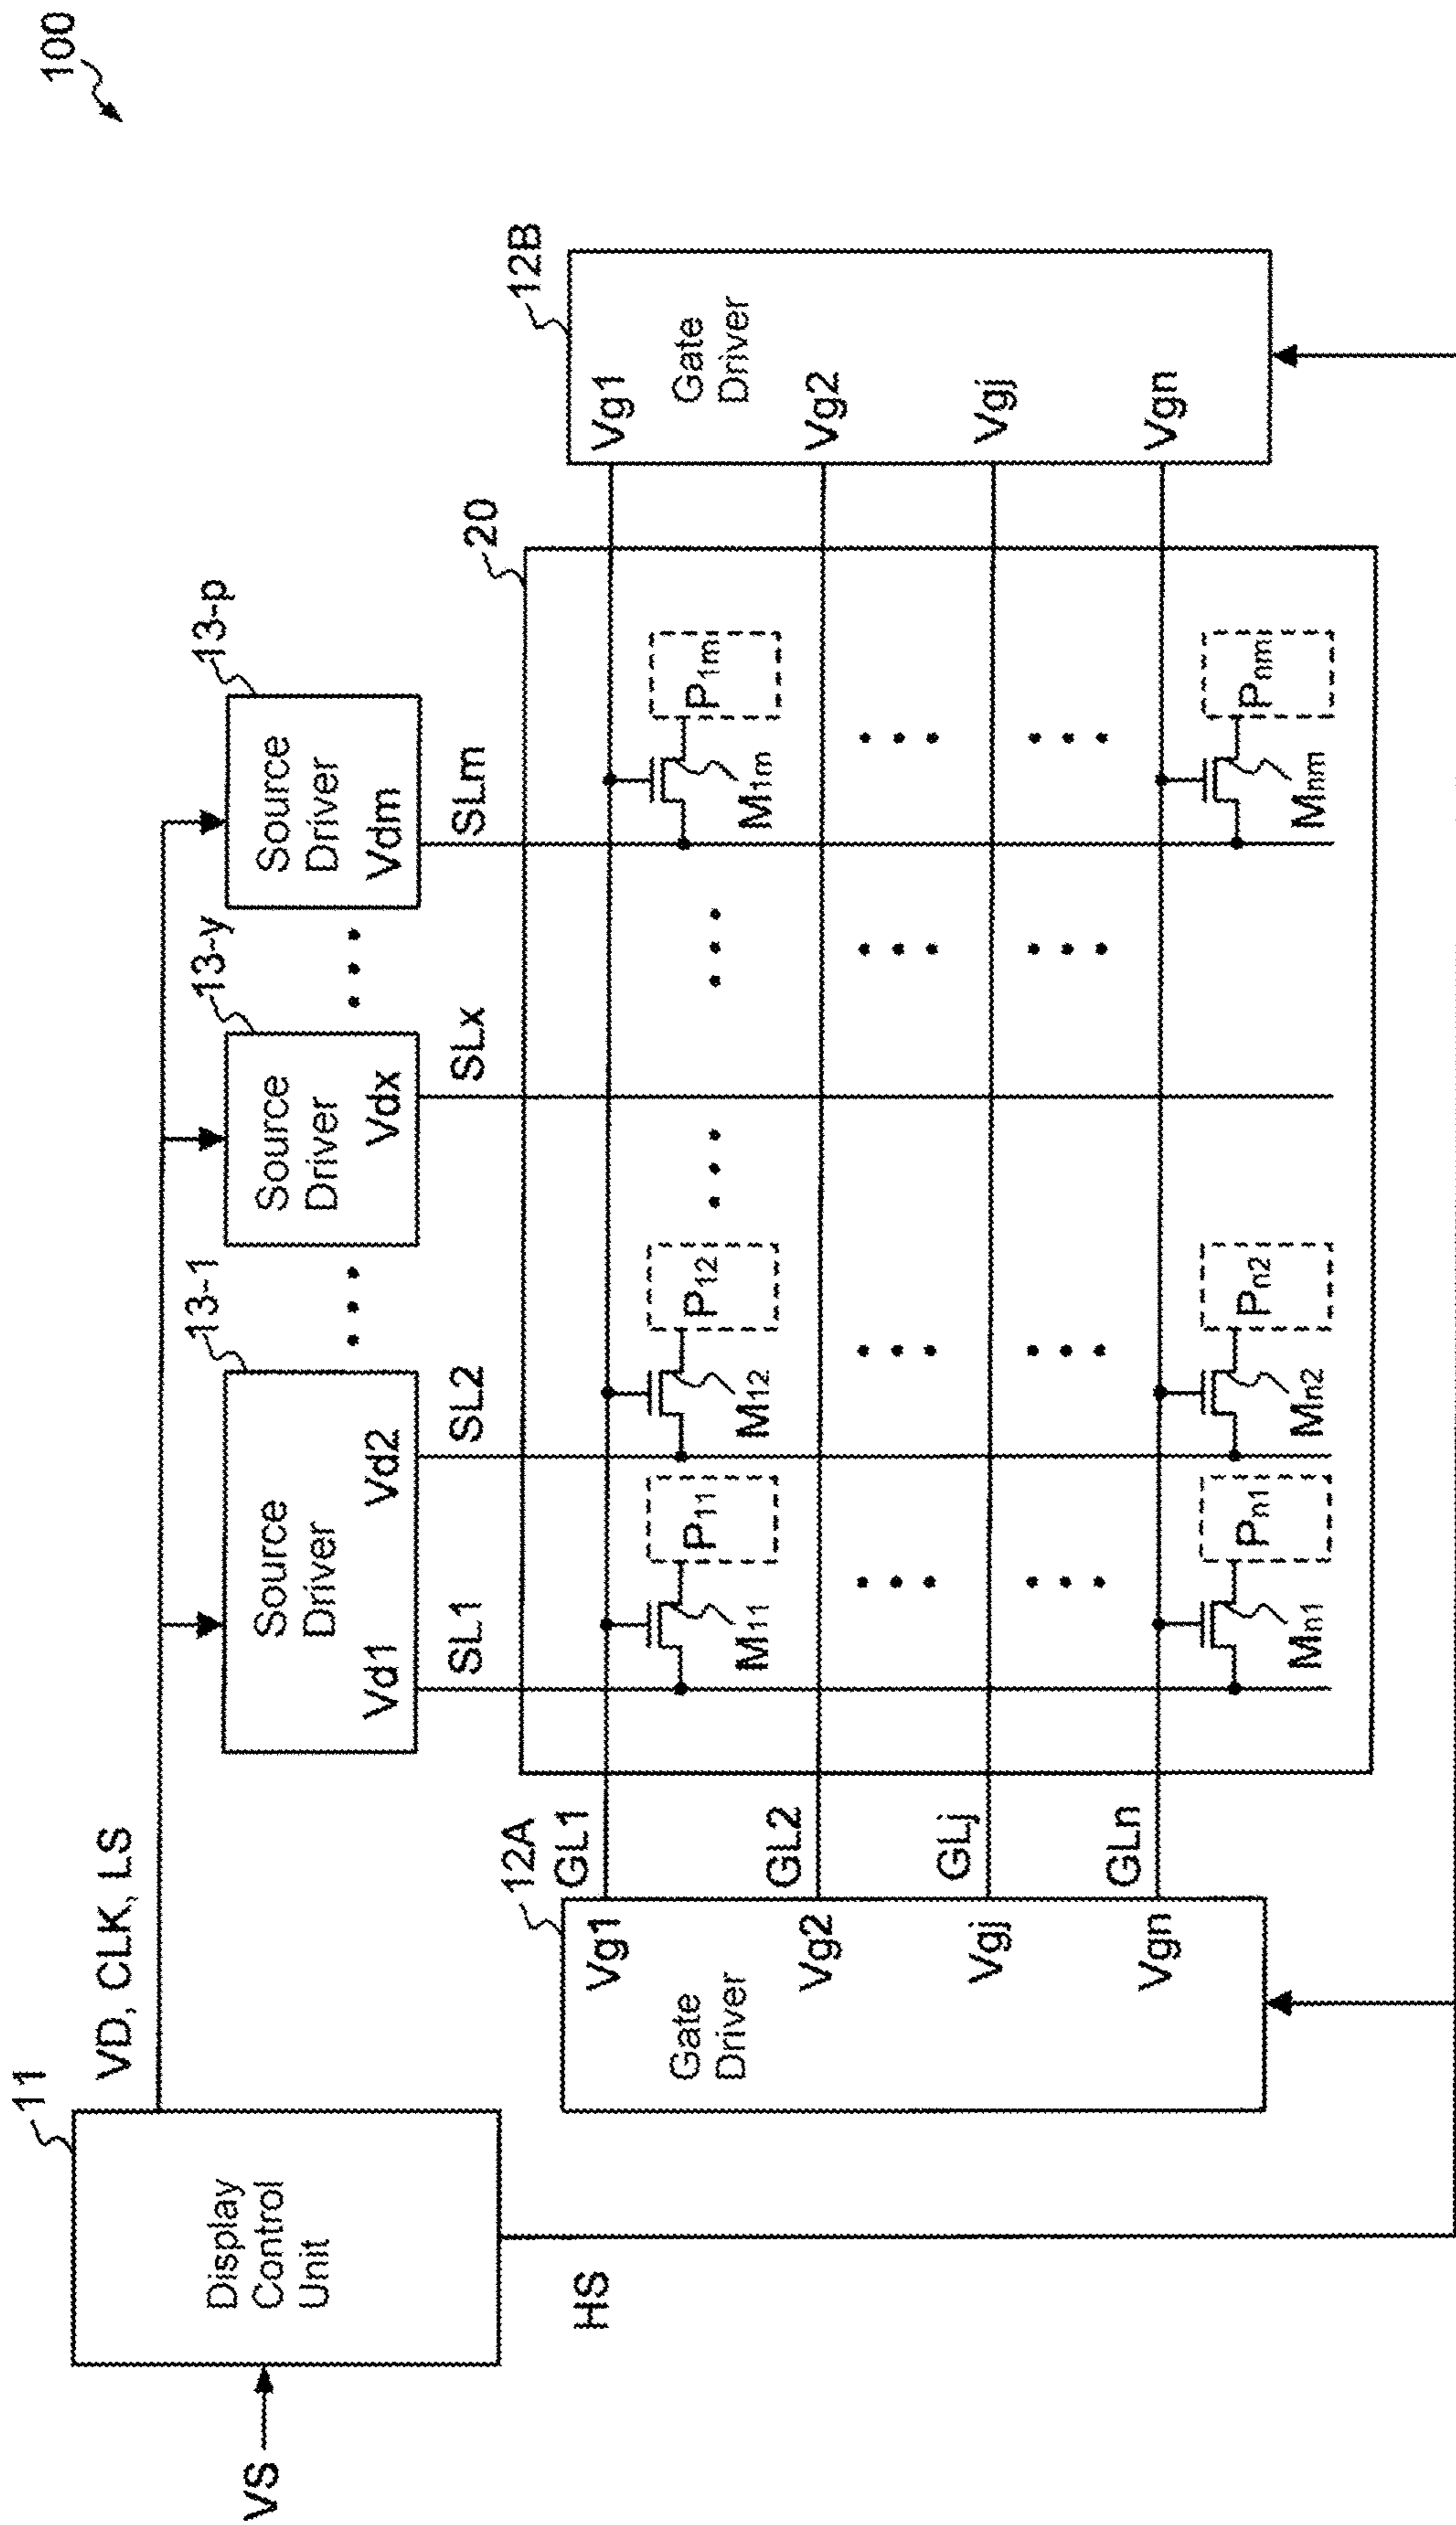 100
VS
11
Display
Control
Unit
VD, CLK, LS
HS
13-1
Source
Driver
Vd1
Vd2
13-y
Source
Driver
Vdx
13-p
Source
Driver
Vdm
SL1
SL2
SLx
SLm
20
12A
Gate
Driver
Vg1
Vg2
Vgj
Vgn
GL1
GL2
GLj
GLn
M11
P11
M12
P12
M1m
P1m
Mn1
Pn1
Mn2
Pn2
Mnm
Pnm
12B
Gate
Driver
Vg1
Vg2
Vgj
Vgn